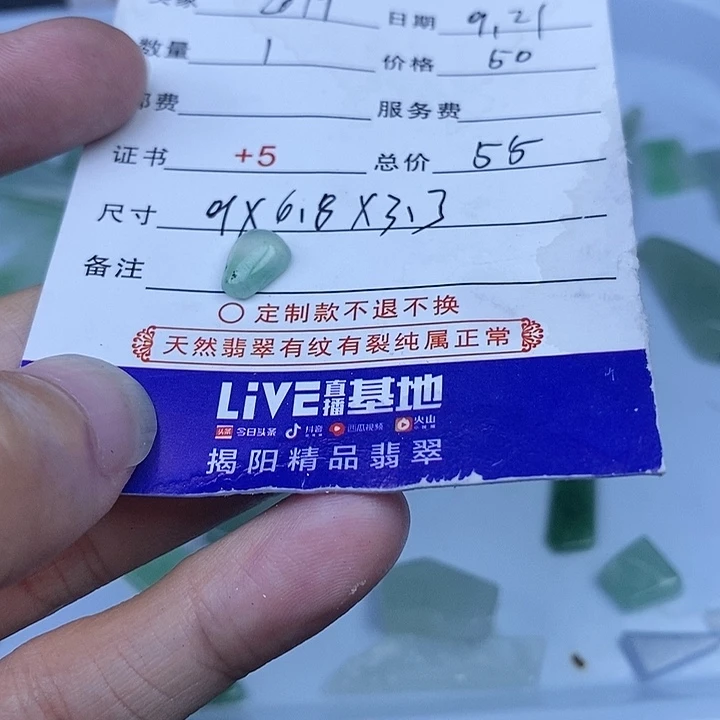 日期 9,21
数量 1 价格 50
邮费 服务费
证书 +5 总价 55
尺寸 9X6.8X3.3
备注
定制款不退不换
天然翡翠有纹有裂纯属正常
LiVE直播基地
头条 今日头条 抖音 西瓜视频 火山
揭阳精品翡翠